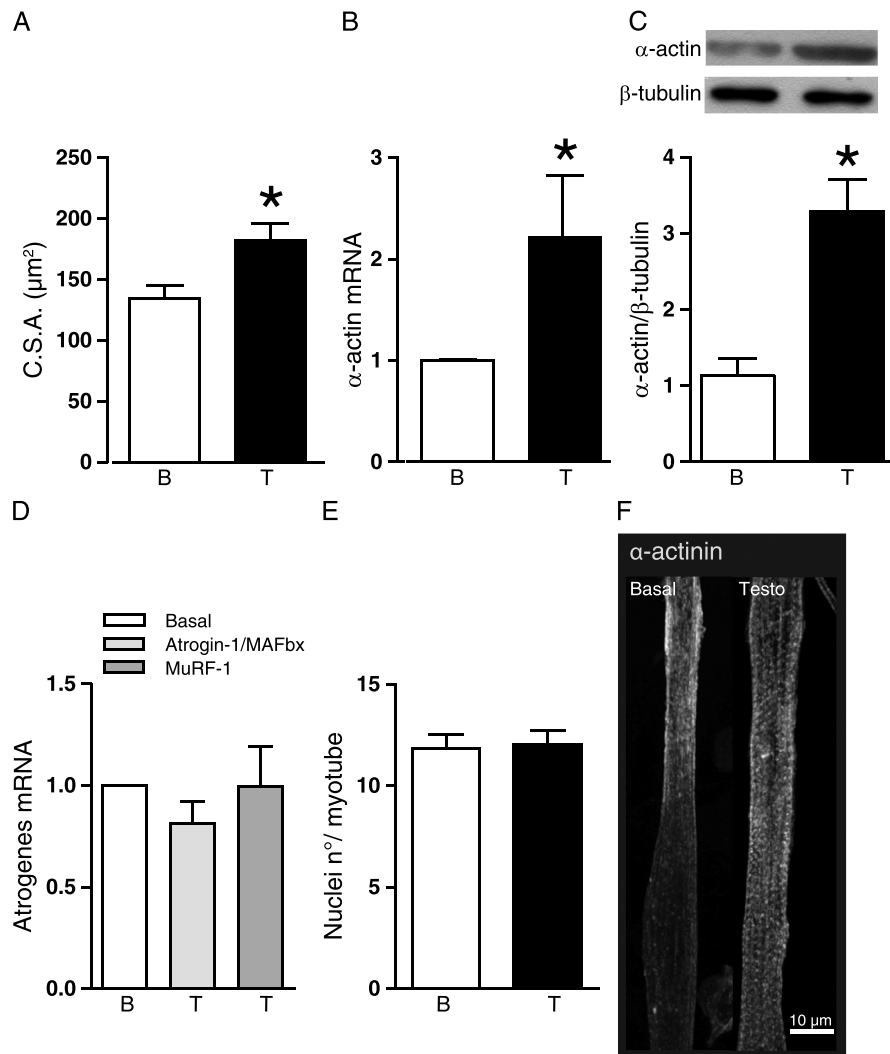 A
B
C
α-actin
β-tubulin
C.S.A. (μm²)
250
200
150
100
50
0
*
B
T
α-actin mRNA
3
2
1
0
*
B
T
α-actin/β-tubulin
4
3
2
1
0
*
B
T
D
E
F
Basal
Atrogin-1/MAFbx
MuRF-1
Atrogenes mRNA
1.5
1.0
0.5
0.0
B
T
T
Nuclei n°/ myotube
15
10
5
0
B
T
α-actinin
Basal
Testo
10 μm